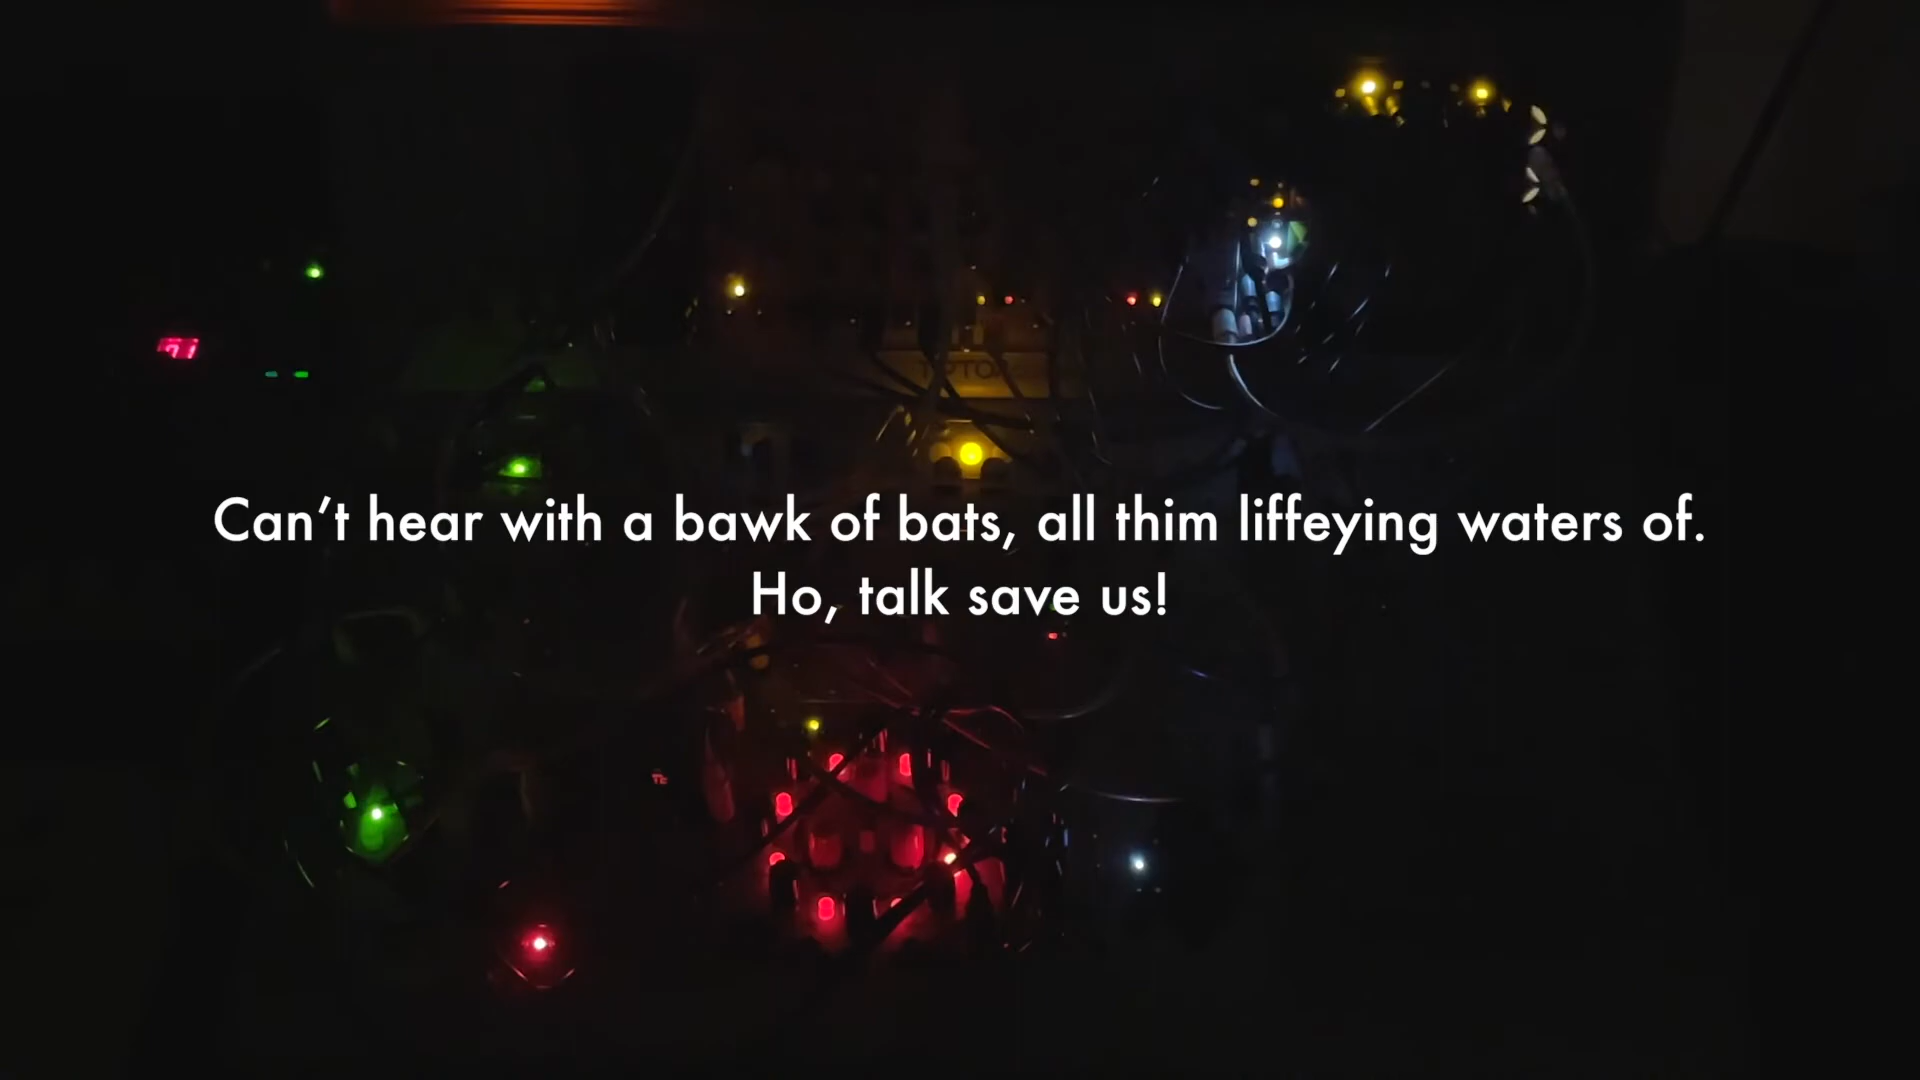 Can’t hear with a bawk of bats, all thim liffeying waters of.
Ho, talk save us!